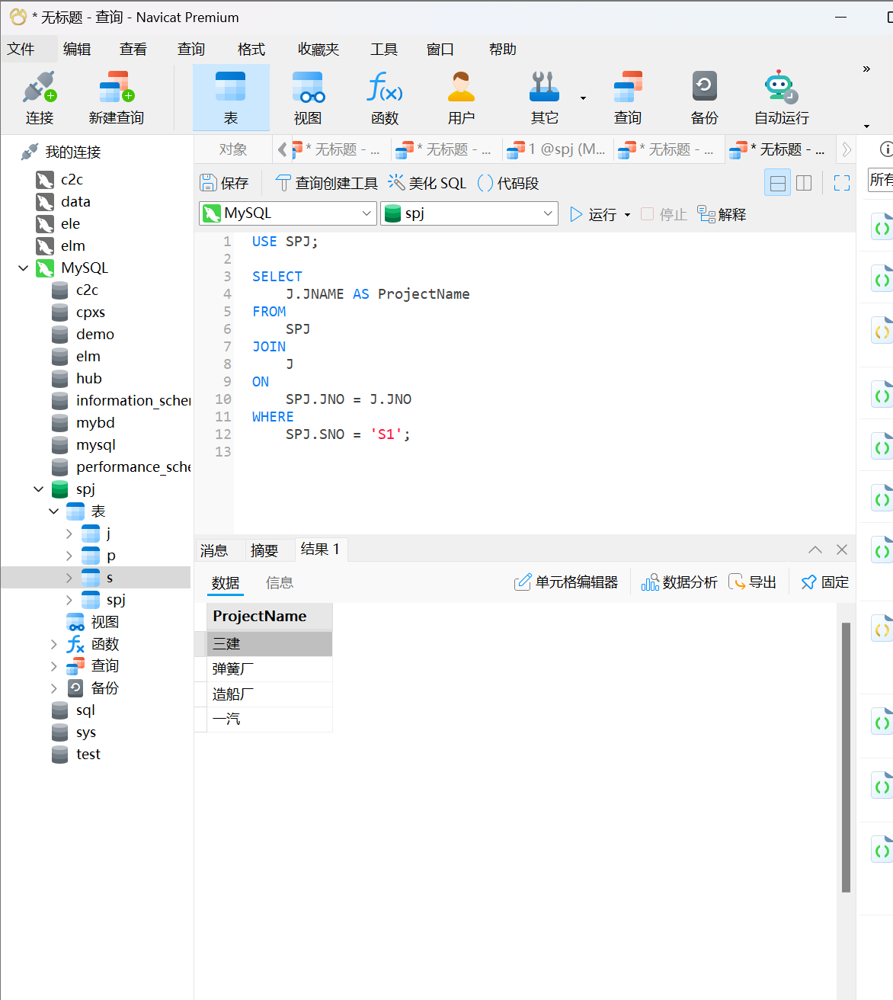 * 无标题 - 查询 - Navicat Premium
文件 编辑 查看 查询 格式 收藏夹 工具 窗口 帮助
连接 新建查询 表 视图 函数 用户 其它 查询 备份 自动运行
我的连接
c2c
data
ele
elm
MySQL
c2c
cpxs
demo
elm
hub
information_scher
mybd
mysql
performance_sche
spj
表
j
p
s
spj
视图
函数
查询
备份
sql
sys
test
对象 * 无标题 - ... * 无标题 - ... 1 @spj (M... * 无标题 - ... * 无标题 - ...
保存 查询创建工具 美化 SQL 代码段
MySQL spj 运行 停止 解释
1 USE SPJ;
2
3 SELECT
4 J.JNAME AS ProjectName
5 FROM
6 SPJ
7 JOIN
8 J
9 ON
10 SPJ.JNO = J.JNO
11 WHERE
12 SPJ.SNO = 'S1';
13
消息 摘要 结果 1
数据 信息 单元格编辑器 数据分析 导出 固定
ProjectName
三建
弹簧厂
造船厂
一汽
所有